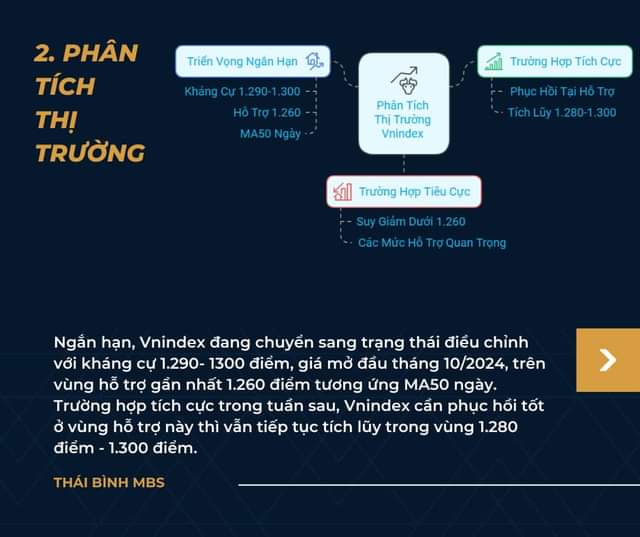 2. PHÂN
TÍCH
THỊ
TRƯỜNG
Triển Vọng Ngắn Hạn
Kháng Cự 1.290-1.300
Hỗ Trợ 1.260
MA50 Ngày
Phân Tích
Thị Trường
Vnindex
Trường Hợp Tích Cực
Phục Hồi Tại Hỗ Trợ
Tích Lũy 1.280-1.300
Trường Hợp Tiêu Cực
Suy Giảm Dưới 1.260
Các Mức Hỗ Trợ Quan Trọng
Ngắn hạn, Vnindex đang chuyển sang trạng thái điều chỉnh
với kháng cự 1.290- 1300 điểm, giá mở đầu tháng 10/2024, trên
vùng hỗ trợ gần nhất 1.260 điểm tương ứng MA50 ngày.
Trường hợp tích cực trong tuần sau, Vnindex cần phục hồi tốt
ở vùng hỗ trợ này thì vẫn tiếp tục tích lũy trong vùng 1.280
điểm - 1.300 điểm.
THÁI BÌNH MBS